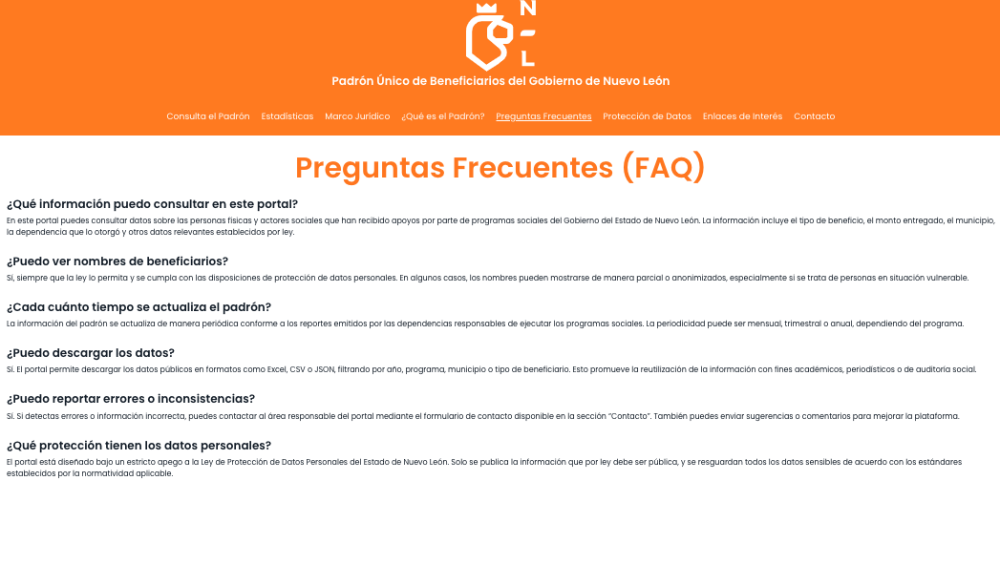 N
L
Padrón Único de Beneficiarios del Gobierno de Nuevo León
Consulta el Padrón Estadísticas Marco Jurídico ¿Qué es el Padrón? Preguntas Frecuentes Protección de Datos Enlaces de Interés Contacto
Preguntas Frecuentes (FAQ)
¿Qué información puedo consultar en este portal?
En este portal puedes consultar datos sobre las personas físicas y actores sociales que han recibido apoyos por parte de programas sociales del Gobierno del Estado de Nuevo León. La información incluye el tipo de beneficio, el monto entregado, el municipio,
la dependencia que lo otorgó y otros datos relevantes establecidos por ley.
¿Puedo ver nombres de beneficiarios?
Sí, siempre que la ley lo permita y se cumpla con las disposiciones de protección de datos personales. En algunos casos, los nombres pueden mostrarse de manera parcial o anonimizados, especialmente si se trata de personas en situación vulnerable.
¿Cada cuánto tiempo se actualiza el padrón?
La información del padrón se actualiza de manera periódica conforme a los reportes emitidos por las dependencias responsables de ejecutar los programas sociales. La periodicidad puede ser mensual, trimestral o anual, dependiendo del programa.
¿Puedo descargar los datos?
Sí. El portal permite descargar los datos públicos en formatos como Excel, CSV o JSON, filtrando por año, programa, municipio o tipo de beneficiario. Esto promueve la reutilización de la información con fines académicos, periodísticos o de auditoría social.
¿Puedo reportar errores o inconsistencias?
Sí. Si detectas errores o información incorrecta, puedes contactar al área responsable del portal mediante el formulario de contacto disponible en la sección “Contacto”. También puedes enviar sugerencias o comentarios para mejorar la plataforma.
¿Qué protección tienen los datos personales?
El portal está diseñado bajo un estricto apego a la Ley de Protección de Datos Personales del Estado de Nuevo León. Solo se publica la información que por ley debe ser pública, y se resguardan todos los datos sensibles de acuerdo con los estándares
establecidos por la normatividad aplicable.